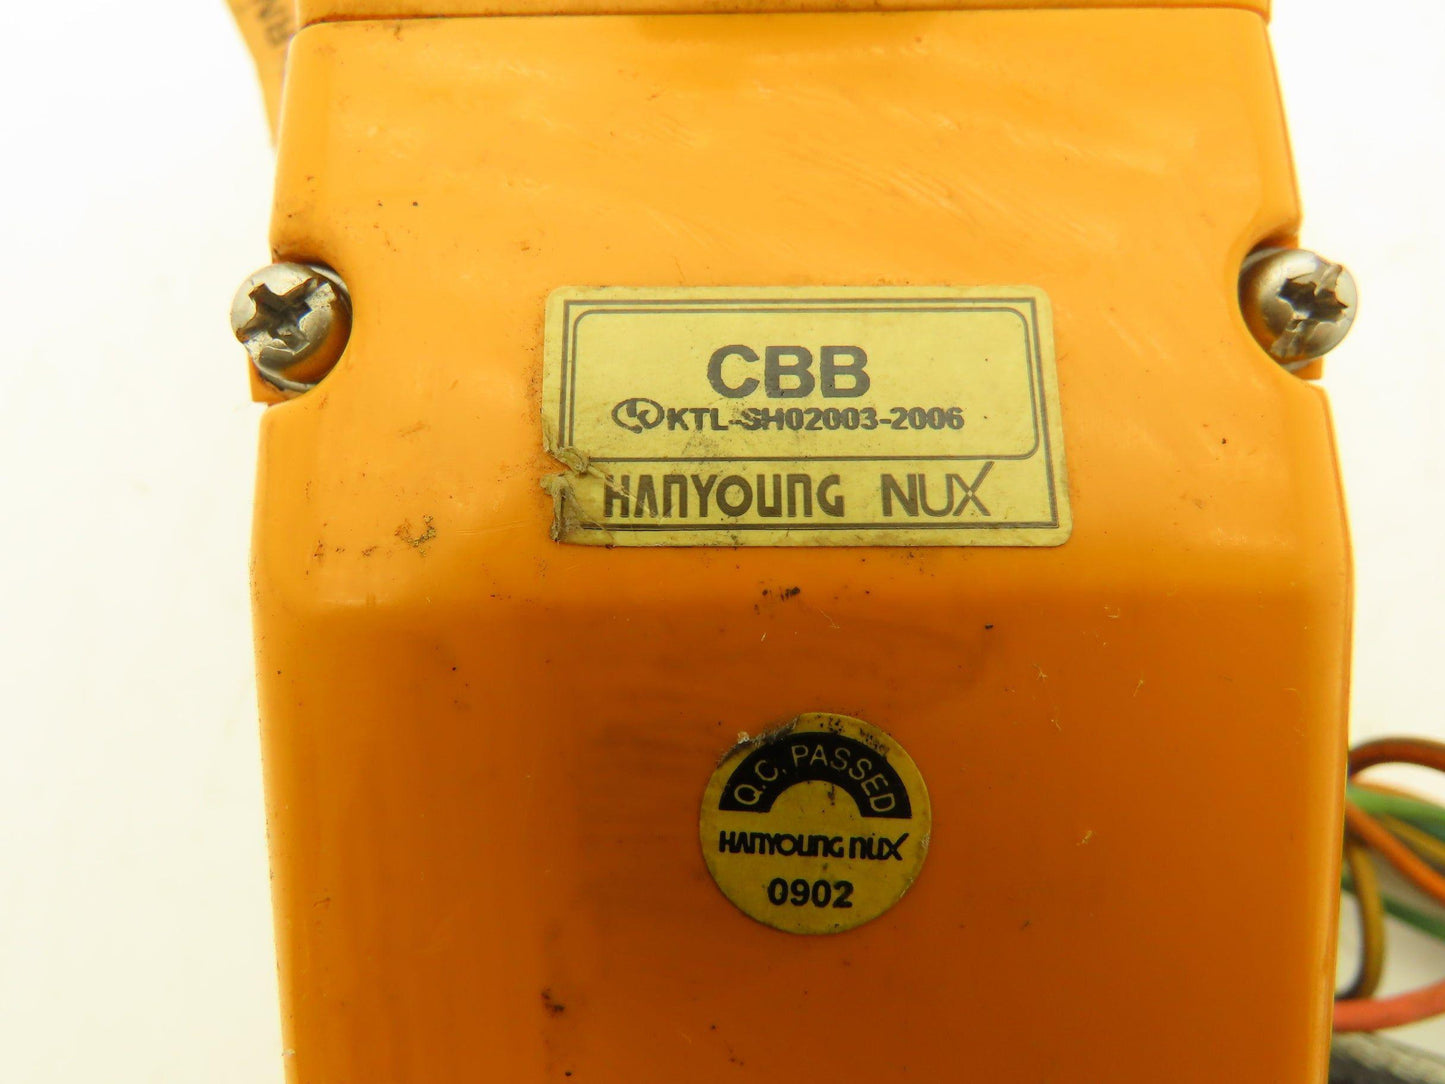 CBB
KTL-SH02003-2006
HANYOUNG NUX
Q.C. PASSED
HANYOUNG NUX
0902